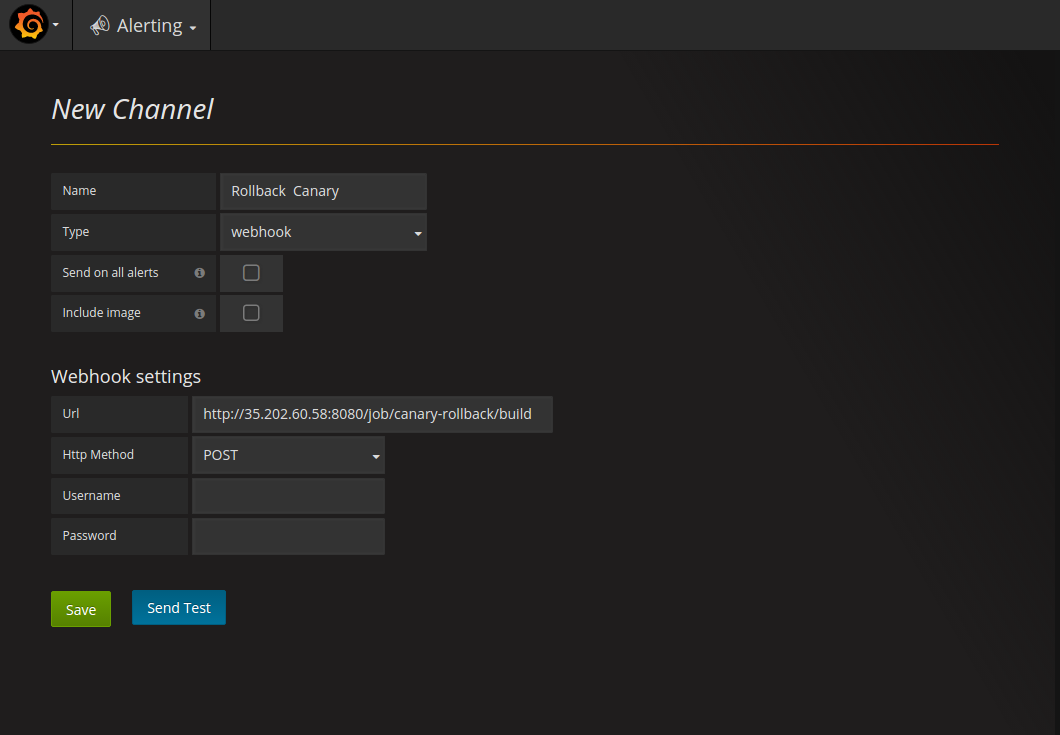 Alerting
New Channel
Name Rollback  Canary
Type webhook
Send on all alerts
Include image
Webhook settings
Url http://35.202.60.58:8080/job/canary-rollback/build
Http Method POST
Username
Password
Save Send Test